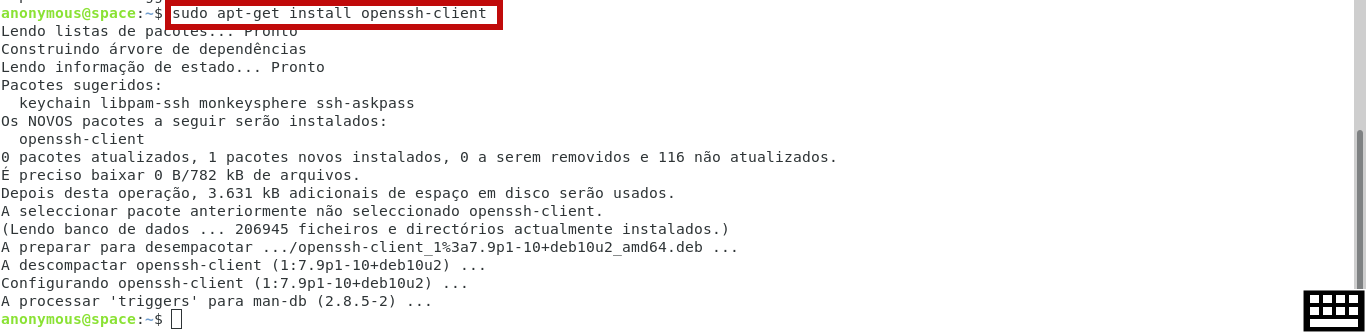 anonymous@space:~$ sudo apt-get install openssh-client
Lendo listas de pacotes... Pronto
Construindo árvore de dependências
Lendo informação de estado... Pronto
Pacotes sugeridos:
  keychain libpam-ssh monkeysphere ssh-askpass
Os NOVOS pacotes a seguir serão instalados:
  openssh-client
0 pacotes atualizados, 1 pacotes novos instalados, 0 a serem removidos e 116 não atualizados.
É preciso baixar 0 B/782 kB de arquivos.
Depois desta operação, 3.631 kB adicionais de espaço em disco serão usados.
A seleccionar pacote anteriormente não seleccionado openssh-client.
(Lendo banco de dados ... 206945 ficheiros e directórios actualmente instalados.)
A preparar para desempacotar .../openssh-client_1%3a7.9p1-10+deb10u2_amd64.deb ...
A descompactar openssh-client (1:7.9p1-10+deb10u2) ...
Configurando openssh-client (1:7.9p1-10+deb10u2) ...
A processar 'triggers' para man-db (2.8.5-2) ...
anonymous@space:~$